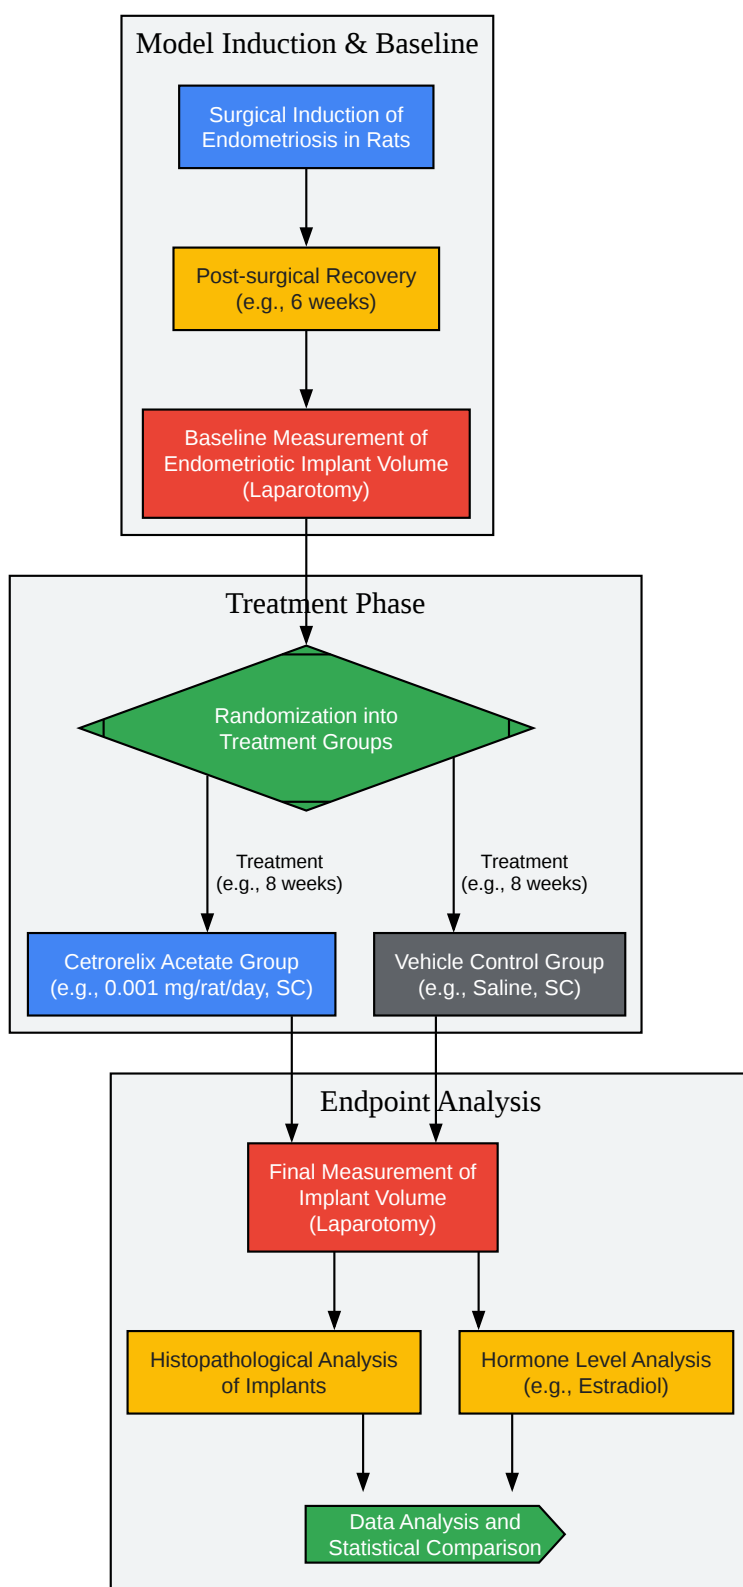 Model Induction & Baseline
Surgical Induction of
Endometriosis in Rats
Post-surgical Recovery
(e.g., 6 weeks)
Baseline Measurement of
Endometriotic Implant Volume
(Laparotomy)
Treatment Phase
Randomization into
Treatment Groups
Treatment
(e.g., 8 weeks)
Treatment
(e.g., 8 weeks)
Cetrorelix Acetate Group
(e.g., 0.001 mg/rat/day, SC)
Vehicle Control Group
(e.g., Saline, SC)
Endpoint Analysis
Final Measurement of
Implant Volume
(Laparotomy)
Histopathological Analysis
of Implants
Hormone Level Analysis
(e.g., Estradiol)
Data Analysis and
Statistical Comparison